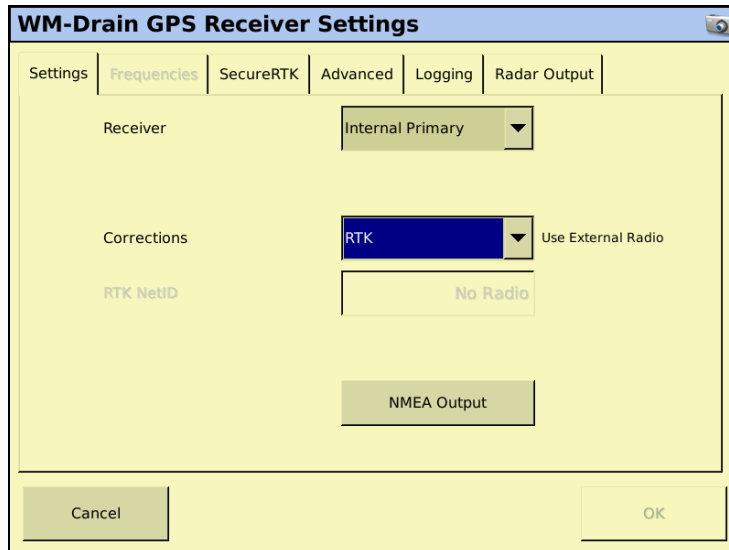 WM-Drain GPS Receiver Settings
Settings Frequencies SecureRTK Advanced Logging Radar Output
Receiver Internal Primary
Corrections RTK Use External Radio
RTK NetID No Radio
NMEA Output
Cancel OK